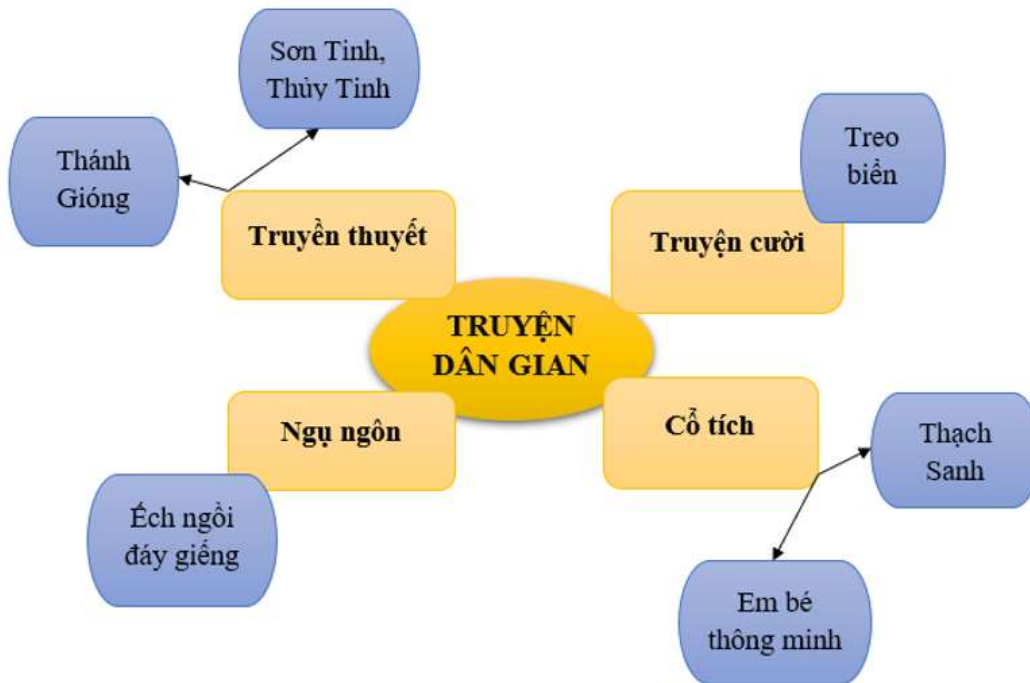 Sơn Tinh,
Thủy Tinh
Thánh
Gióng
Truyền thuyết
Treo
biển
Truyện cười
TRUYỆN
DÂN GIAN
Ngụ ngôn
Ếch ngồi
đáy giếng
Cổ tích
Thạch
Sanh
Em bé
thông minh